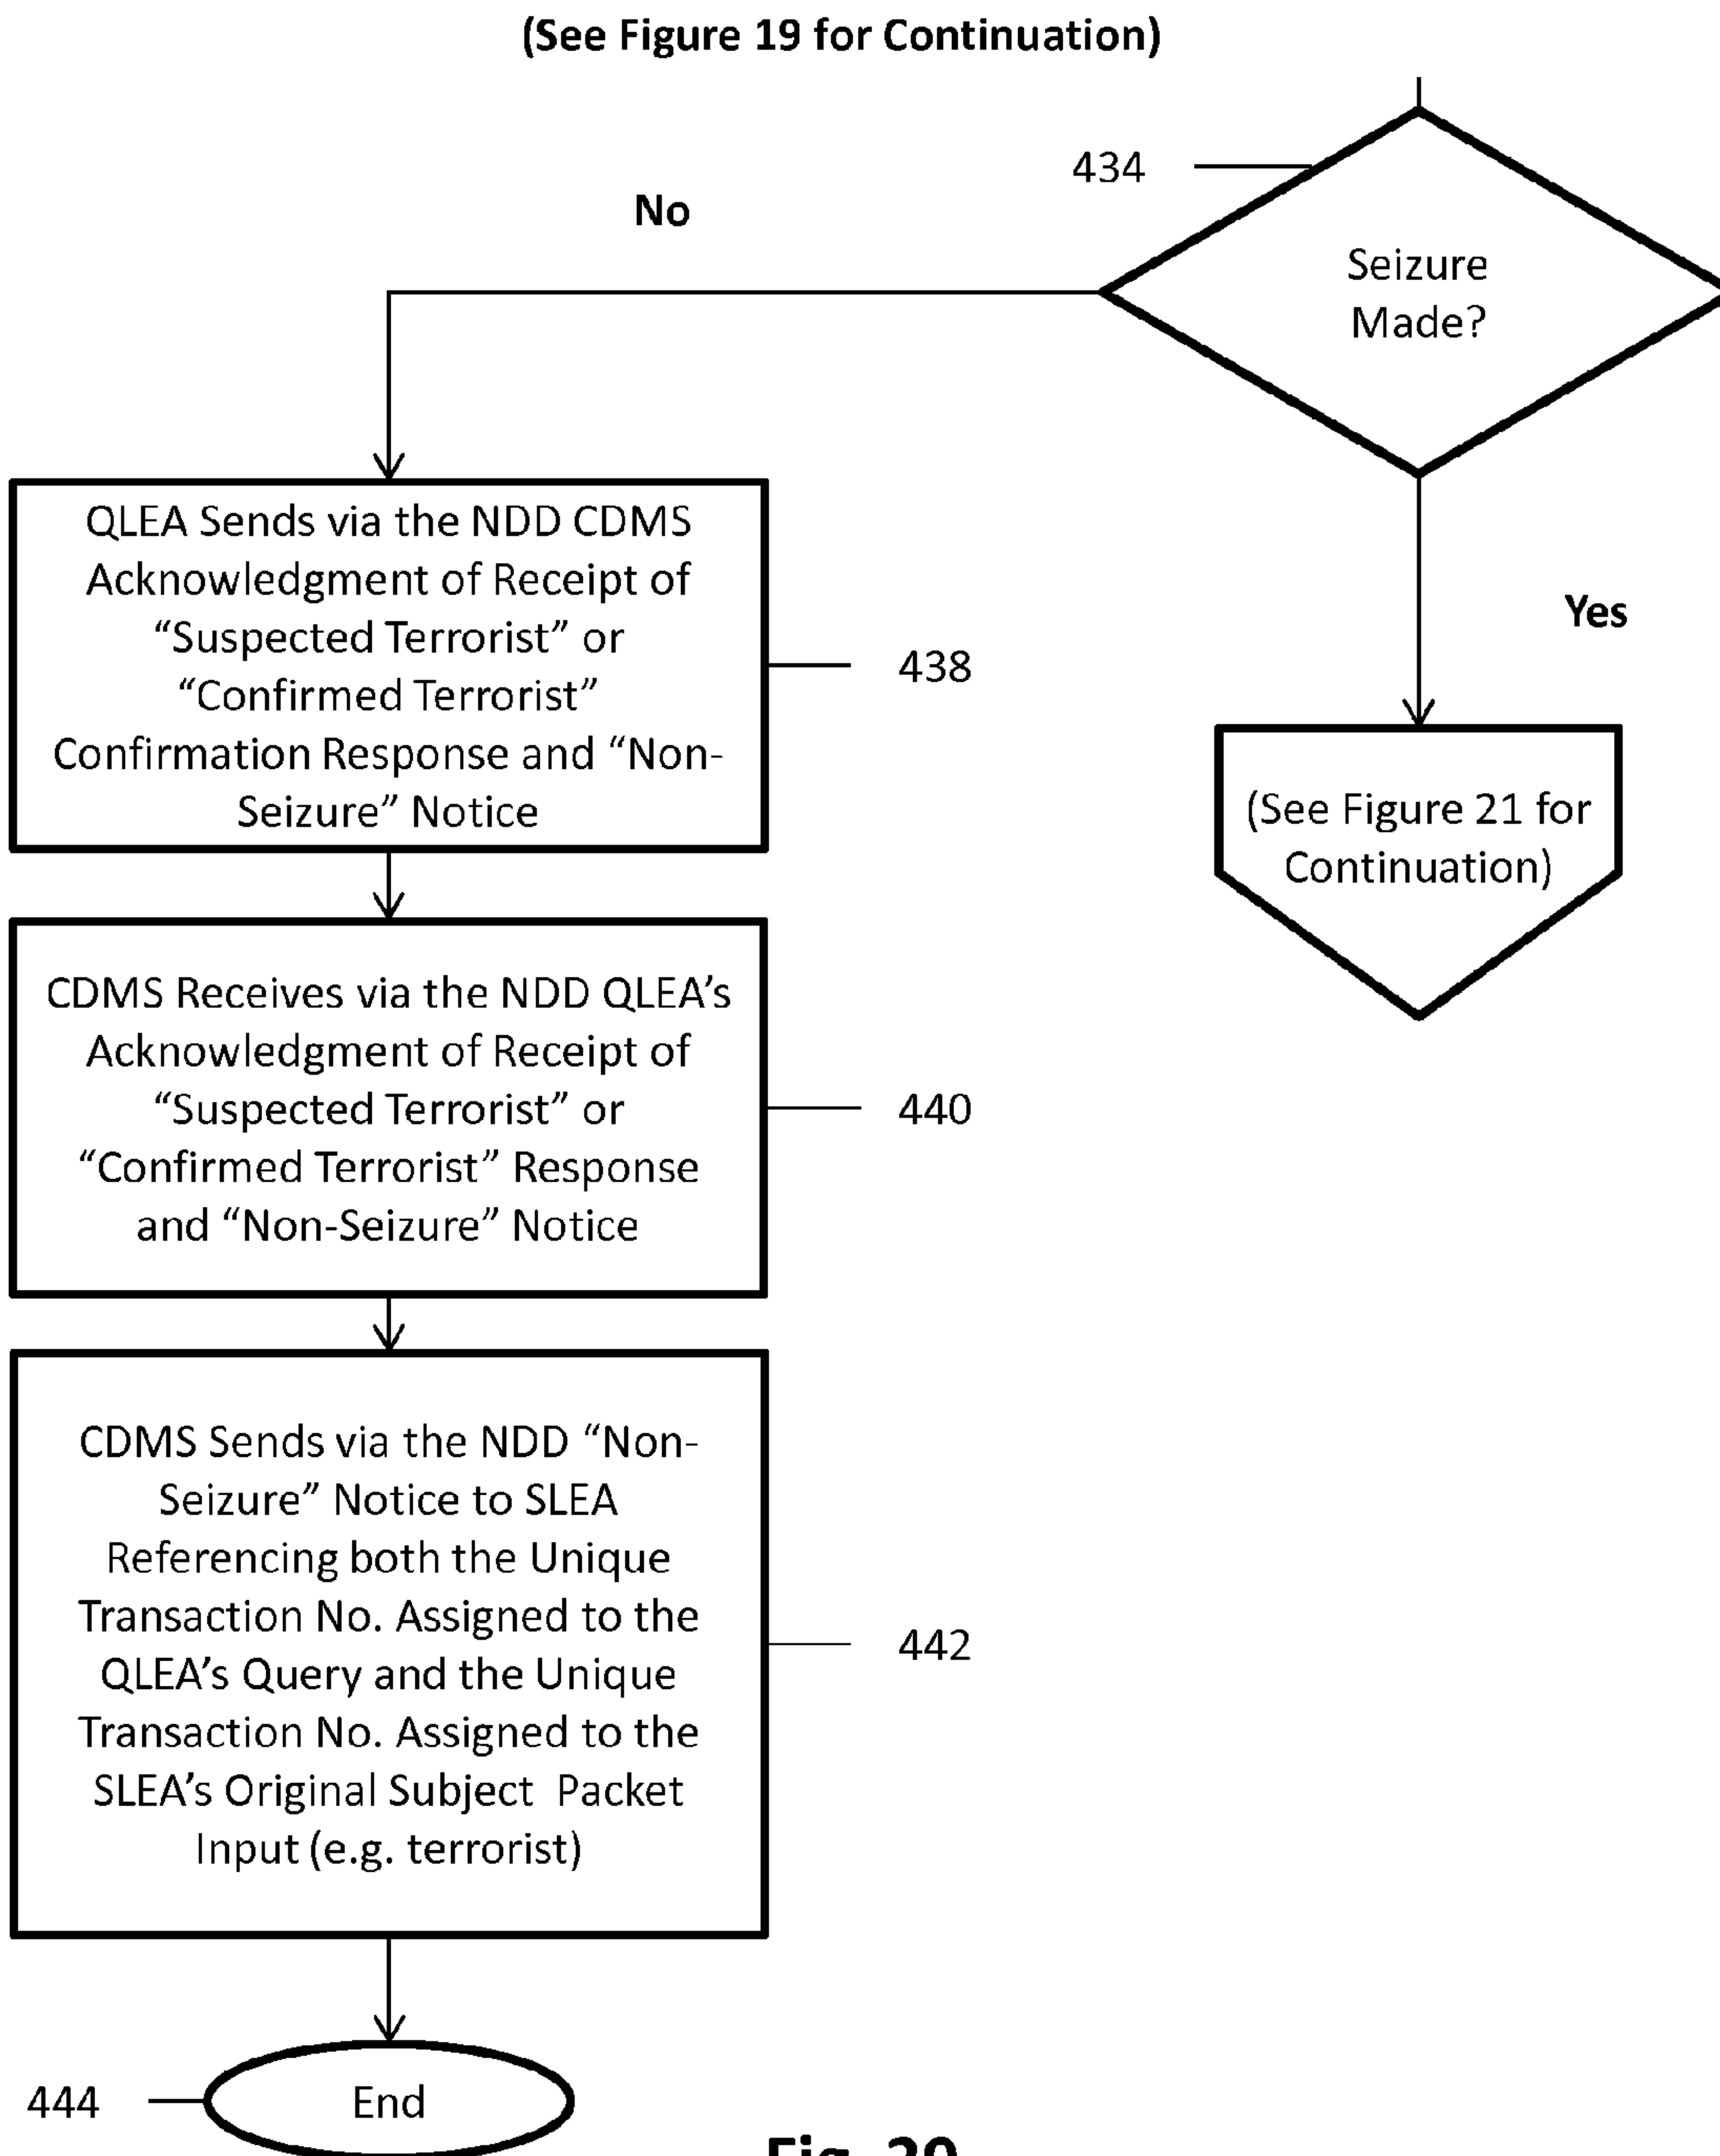 (See Figure 19 for Continuation)
434
No
Seizure
Made?
QLEA Sends via the NDD CDMS
Acknowledgment of Receipt of
“Suspected Terrorist” or
“Confirmed Terrorist”
Confirmation Response and “Non-
Seizure” Notice
438
Yes
(See Figure 21 for
Continuation)
CDMS Receives via the NDD QLEA’s
Acknowledgment of Receipt of
“Suspected Terrorist” or
“Confirmed Terrorist” Response
and “Non-Seizure” Notice
440
CDMS Sends via the NDD “Non-
Seizure” Notice to SLEA
Referencing both the Unique
Transaction No. Assigned to the
QLEA’s Query and the Unique
Transaction No. Assigned to the
SLEA’s Original Subject Packet
Input (e.g. terrorist)
442
444
End
Fig. 20